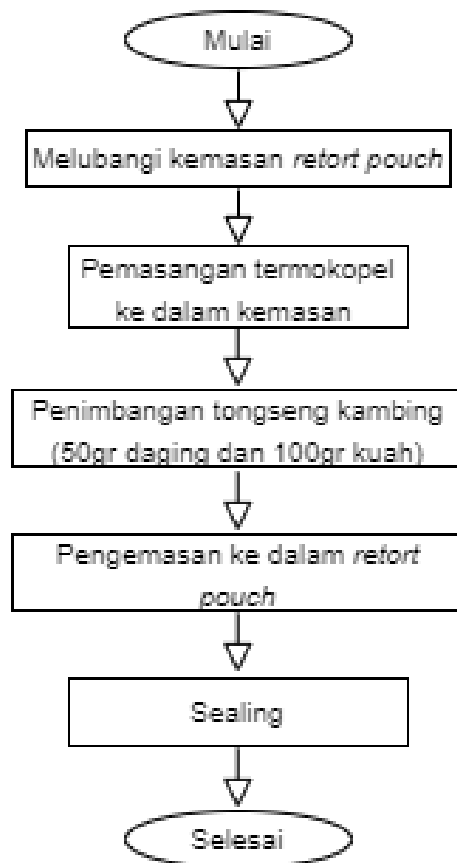 Mulai
Melubangi kemasan retort pouch
Pemasangan termokopel
ke dalam kemasan
Penimbangan tongseng kambing
(50gr daging dan 100gr kuah)
Pengemasan ke dalam retort
pouch
Sealing
Selesai